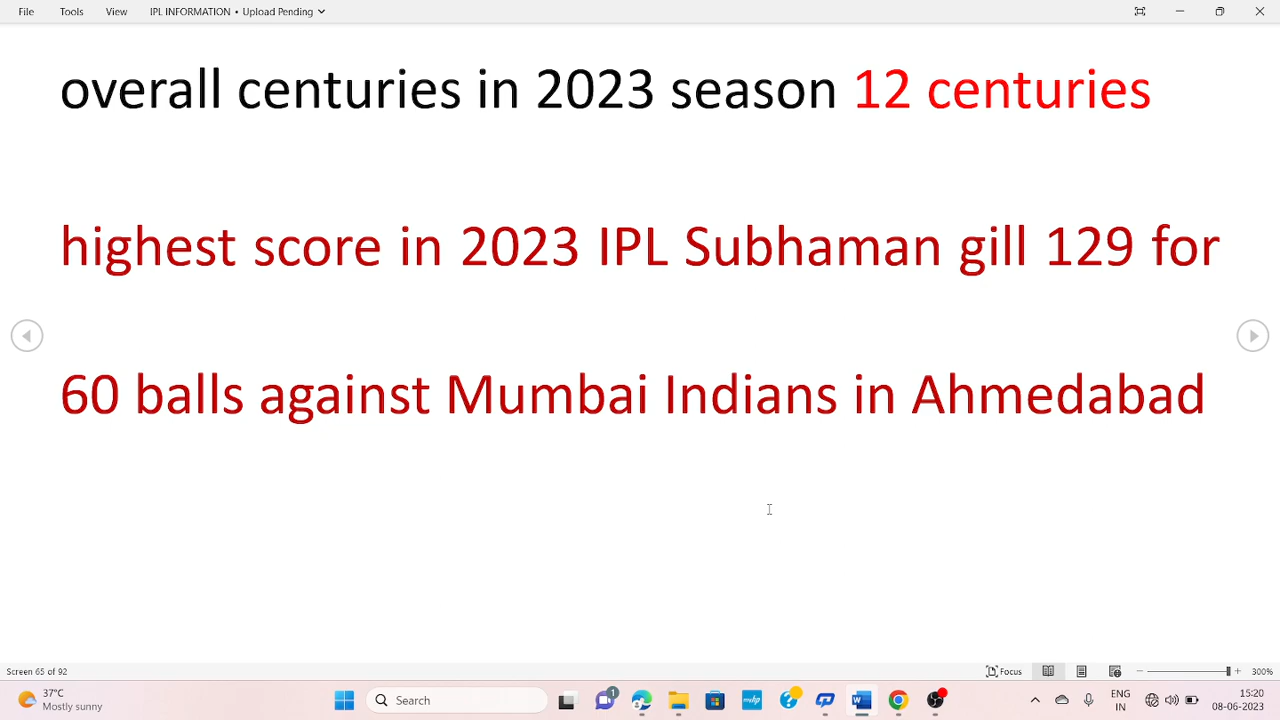 File Tools View IPL INFORMATION • Upload Pending
overall centuries in 2023 season 12 centuries
highest score in 2023 IPL Subhaman gill 129 for
60 balls against Mumbai Indians in Ahmedabad
Screen 65 of 92 Focus 300%
37°C
Mostly sunny
Search
1
myhp
ENG
IN
15:20
08-06-2023